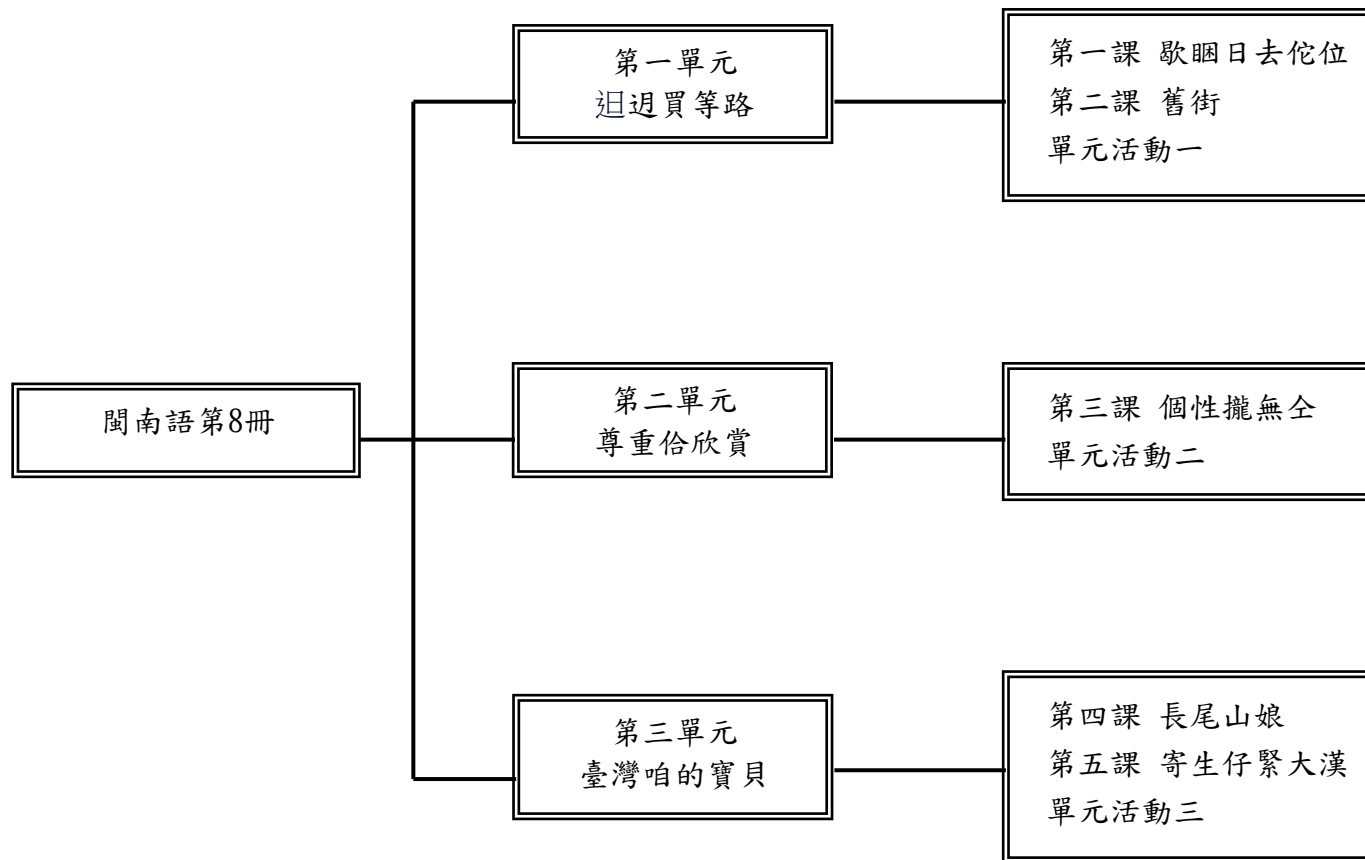 閩南語第8冊
第一單元
𨑨迌買等路
第一課 歇睏日去佗位
第二課 舊街
單元活動一
第二單元
尊重佮欣賞
第三課 個性攏無仝
單元活動二
第三單元
臺灣咱的寶貝
第四課 長尾山娘
第五課 寄生仔緊大漢
單元活動三